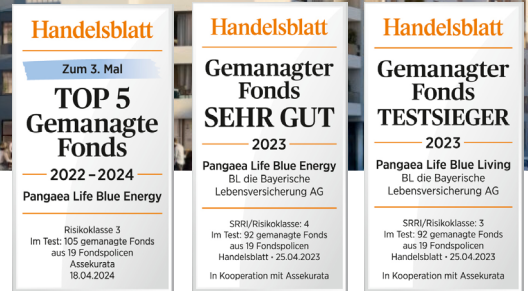 Handelsblatt
Zum 3. Mal
TOP 5
Gemanagte
Fonds
2022–2024
Pangaea Life Blue Energy
Risikoklasse 3
Im Test: 105 gemanagte Fonds
aus 19 Fondspolicen
Assekurata
18.04.2024
Handelsblatt
Gemanagter
Fonds
SEHR GUT
2023
Pangaea Life Blue Energy
BL die Bayerische
Lebensversicherung AG
SRRI/Risikoklasse: 4
Im Test: 92 gemanagte Fonds
aus 19 Fondspolicen
Handelsblatt • 25.04.2023
In Kooperation mit Assekurata
Handelsblatt
Gemanagter
Fonds
TESTSIEGER
2023
Pangaea Life Blue Living
BL die Bayerische
Lebensversicherung AG
SRRI/Risikoklasse: 3
Im Test: 92 gemanagte Fonds
aus 19 Fondspolicen
Handelsblatt • 25.04.2023
In Kooperation mit Assekurata